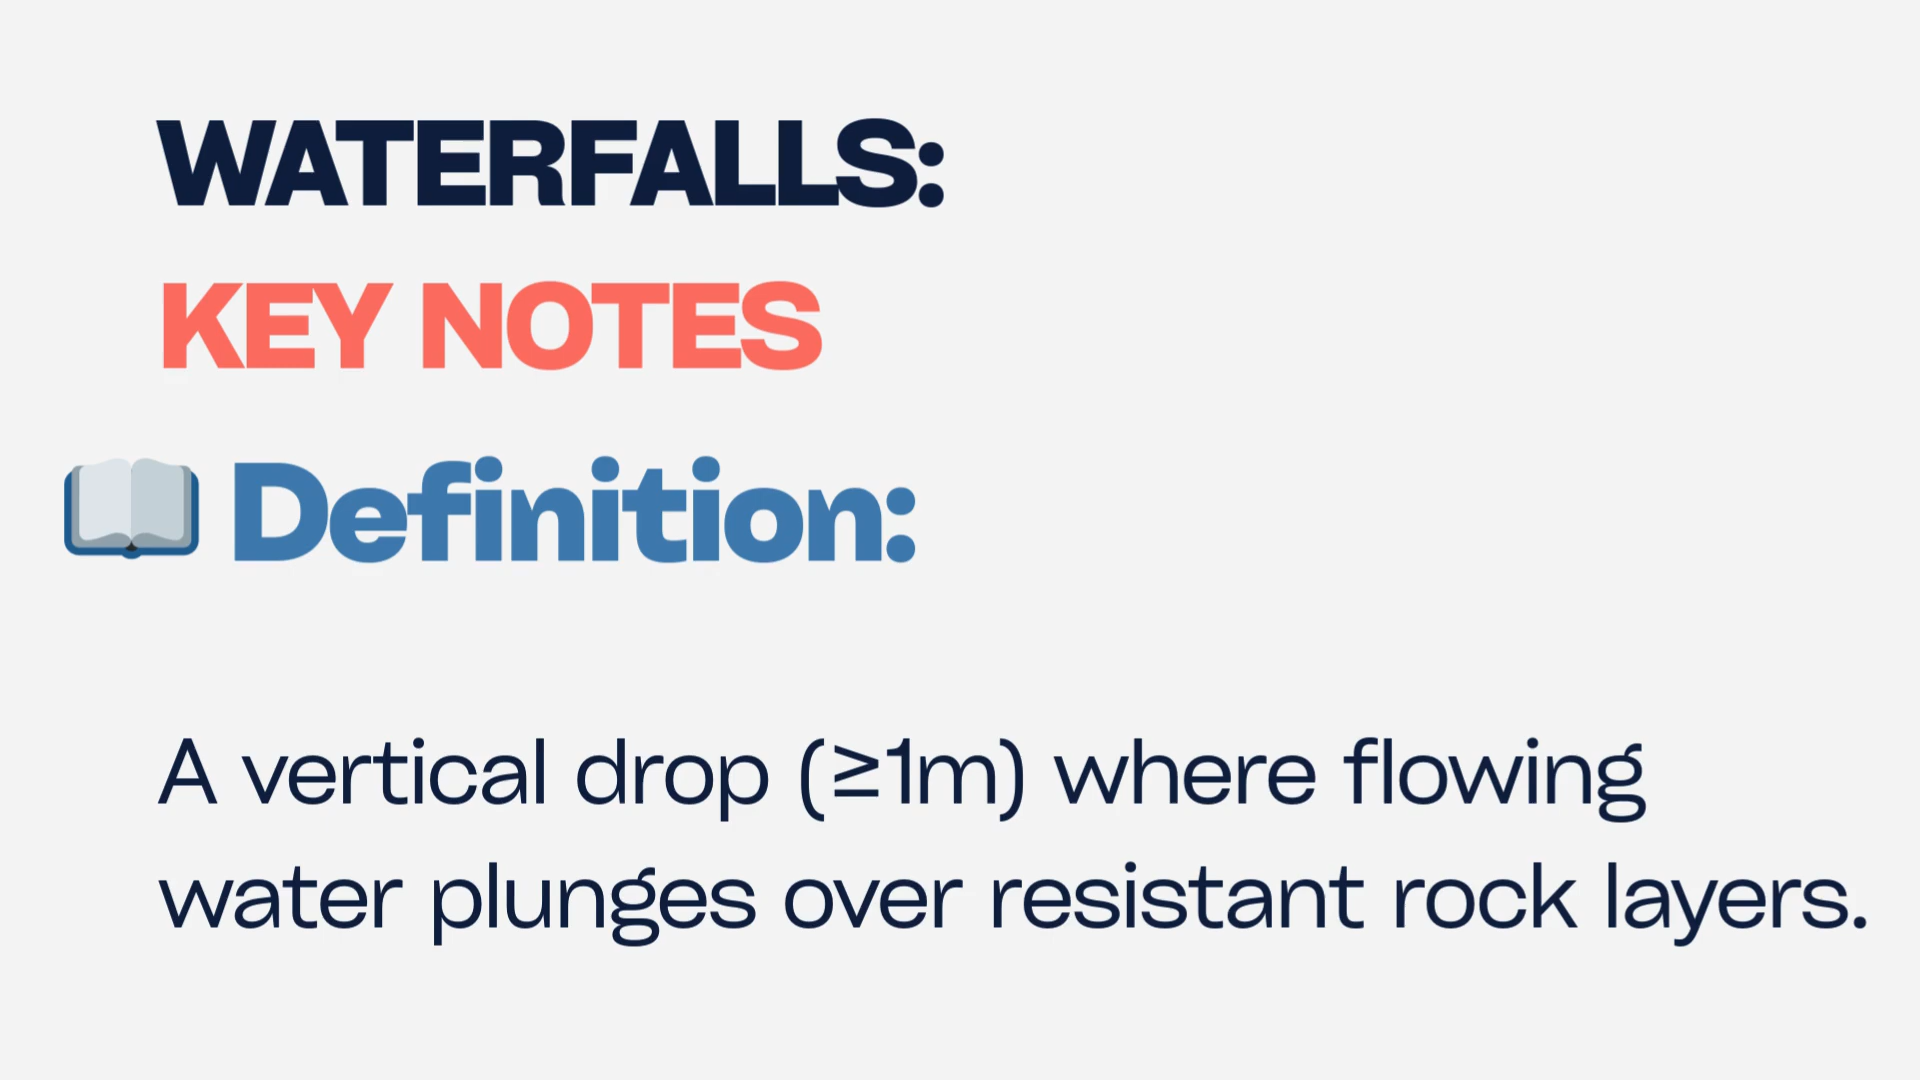 WATERFALLS:
KEY NOTES
📖 Definition:
A vertical drop (≥1m) where flowing
water plunges over resistant rock layers.